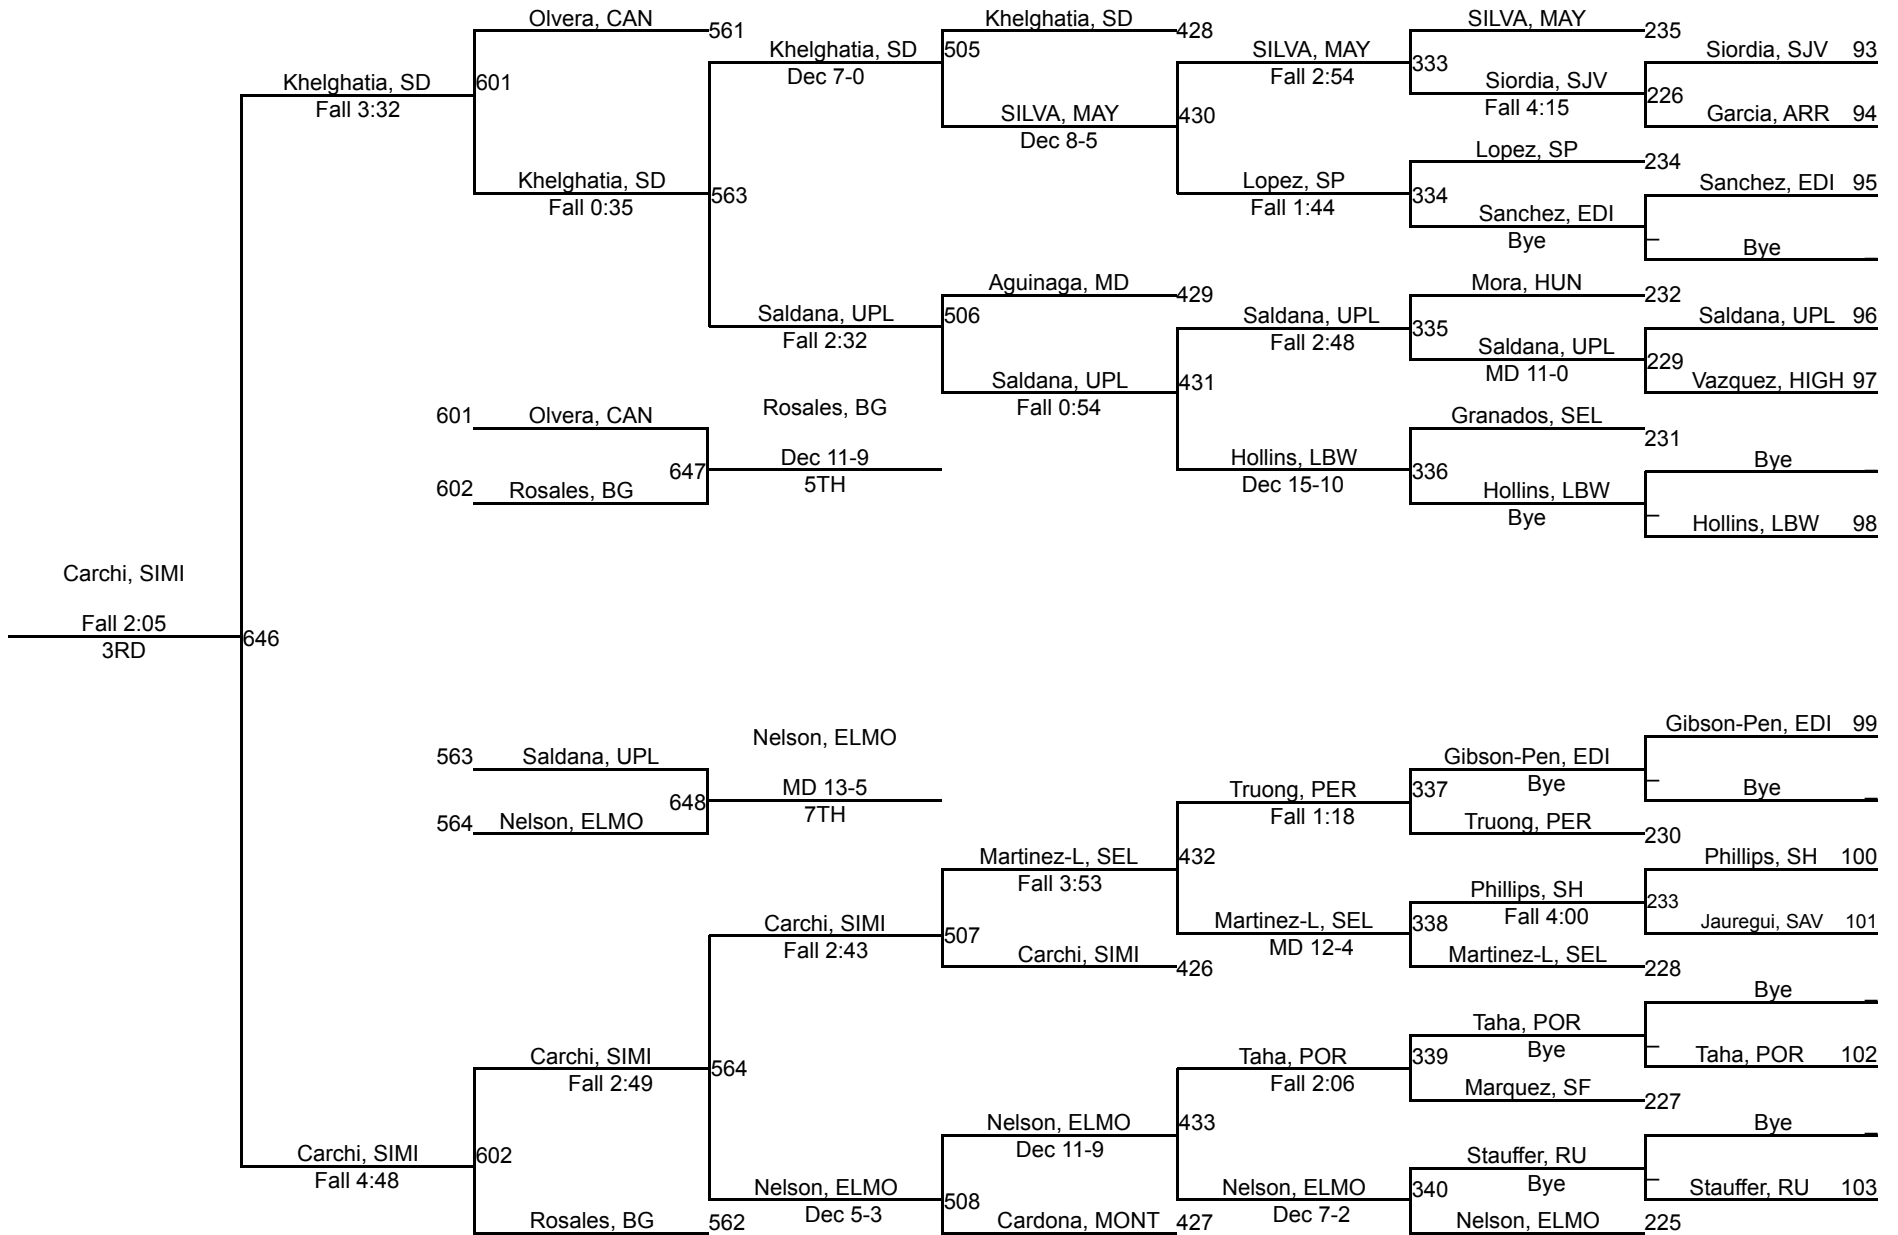 Olvera, CAN
561
Khelghatia, SD
428
SILVA, MAY
235
Khelghatia, SD
Dec 7-0
505
SILVA, MAY
Fall 2:54
333
Siordia, SJV 93
Khelghatia, SD
Fall 3:32
601
Siordia, SJV
Fall 4:15
226
SILVA, MAY
Dec 8-5
430
Garcia, ARR 94
Lopez, SP
234
Khelghatia, SD
Fall 0:35
563
Lopez, SP
Fall 1:44
334
Sanchez, EDI 95
Sanchez, EDI
Bye
_
Bye _
Aguinaga, MD
429
Mora, HUN
232
Saldana, UPL
Fall 2:32
506
Saldana, UPL
Fall 2:48
335
Saldana, UPL 96
Saldana, UPL
MD 11-0
229
Saldana, UPL
Fall 0:54
431
Vazquez, HIGH 97
601 Olvera, CAN
Rosales, BG
Granados, SEL
231
647
Dec 11-9
5TH
Hollins, LBW
Dec 15-10
336
Bye _
602 Rosales, BG
Hollins, LBW
Bye
_
Hollins, LBW 98
Carchi, SIMI
Fall 2:05
3RD
646
Gibson-Pen, EDI 99
563 Saldana, UPL
Nelson, ELMO
Gibson-Pen, EDI
Bye
_
648
MD 13-5
7TH
Truong, PER
Fall 1:18
337
Bye _
564 Nelson, ELMO
Truong, PER
230
Martinez-L, SEL
Fall 3:53
432
Phillips, SH 100
Phillips, SH
Fall 4:00
233
Carchi, SIMI
Fall 2:43
507
Martinez-L, SEL
MD 12-4
338
Jauregui, SAV 101
Carchi, SIMI
426
Martinez-L, SEL
228
Bye _
Taha, POR
Bye
_
Carchi, SIMI
Fall 2:49
564
Taha, POR
Fall 2:06
339
Taha, POR 102
Marquez, SF
227
Nelson, ELMO
Dec 11-9
433
Bye _
Carchi, SIMI
Fall 4:48
602
Stauffer, RU
Bye
_
Nelson, ELMO
Dec 5-3
508
Nelson, ELMO
Dec 7-2
340
Stauffer, RU 103
Rosales, BG
562
Cardona, MONT
427
Nelson, ELMO
225